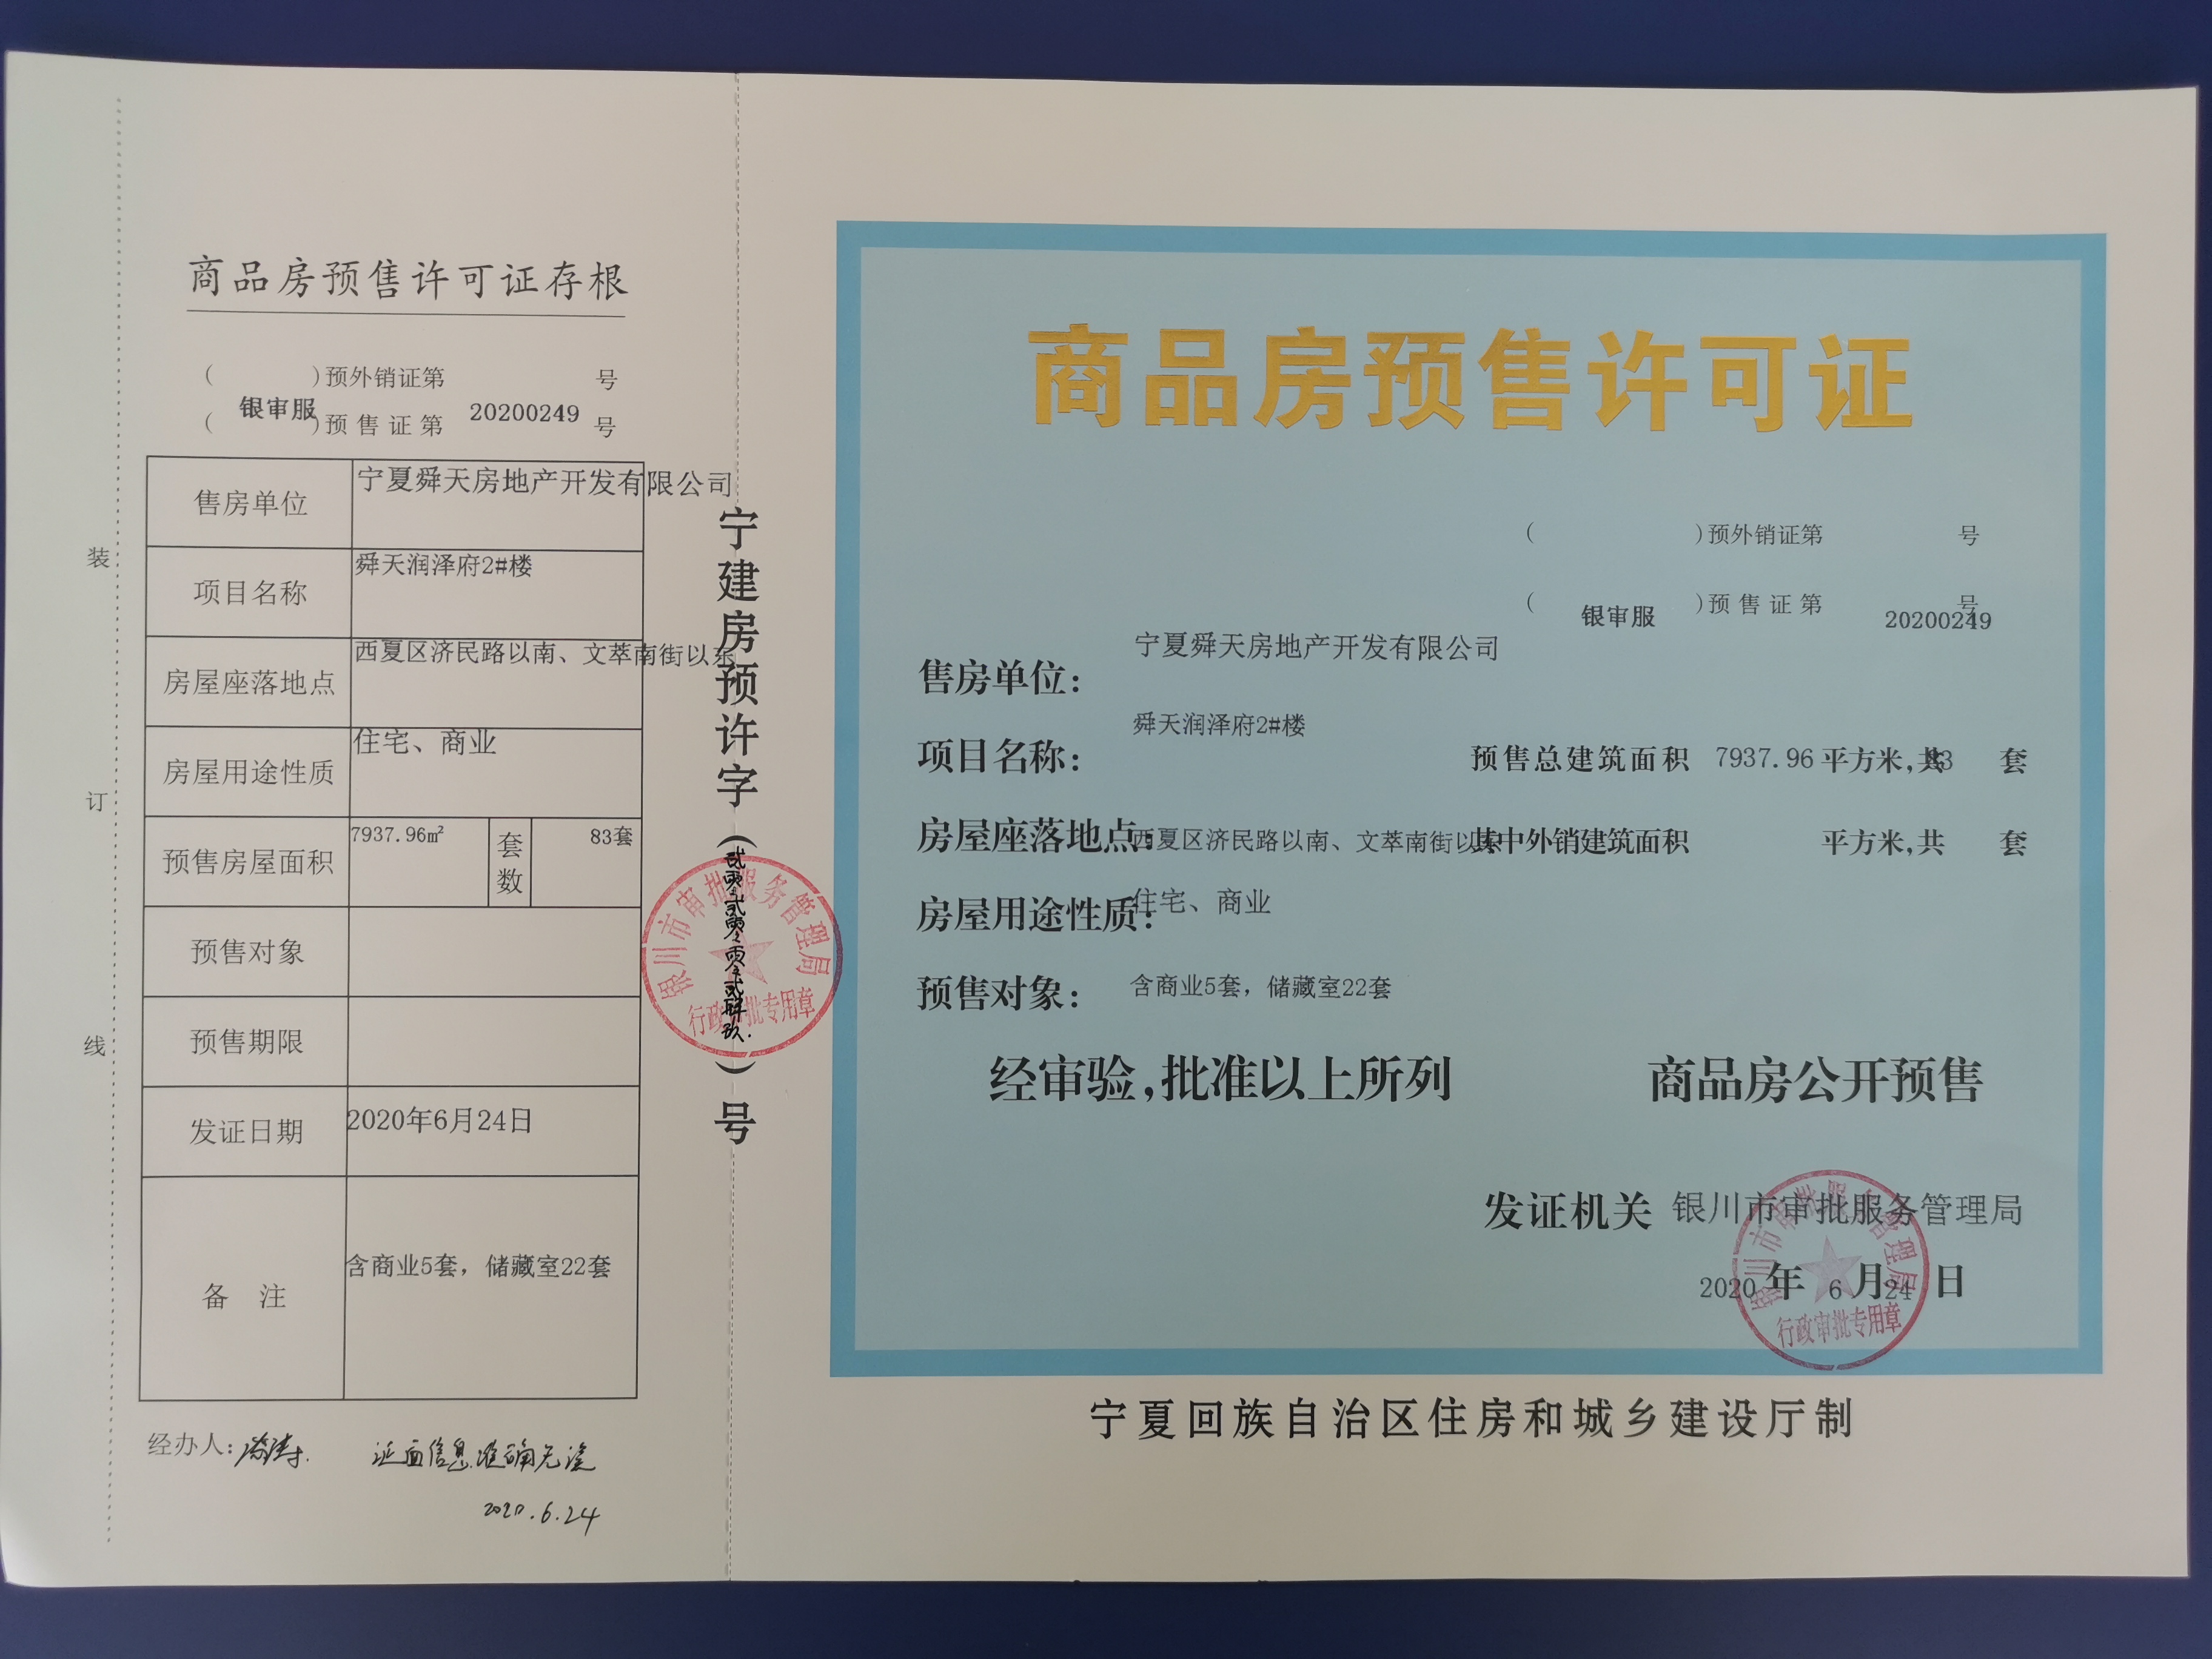 商品房预售许可证存根
( )预外销证第 号
(银审服)预售证第 20200249 号
售房单位 宁夏舜天房地产开发有限公司
项目名称 舜天润泽府2#楼
房屋座落地点 西夏区济民路以南、文萃南街以东
房屋用途性质 住宅、商业
预售房屋面积 7937.96㎡ 套数 83套
预售对象
预售期限
发证日期 2020年6月24日
备 注 含商业5套，储藏室22套
经办人:
证面信息准确无误
2020.6.24
装
订
线
宁建房预许字(贰零贰零零贰肆玖)号
银川市审批服务管理局
行政审批专用章
商品房预售许可证
( )预外销证第 号
(银审服)预售证第 20200249 号
售房单位: 宁夏舜天房地产开发有限公司
项目名称: 舜天润泽府2#楼 预售总建筑面积 7937.96 平方米,共 83 套
房屋座落地点: 西夏区济民路以南、文萃南街以东 其中外销建筑面积 平方米,共 套
房屋用途性质: 住宅、商业
预售对象: 含商业5套，储藏室22套
经审验,批准以上所列 商品房公开预售
发证机关 银川市审批服务管理局
2020 年 6 月 24 日
银川市审批服务管理局
行政审批专用章
宁夏回族自治区住房和城乡建设厅制